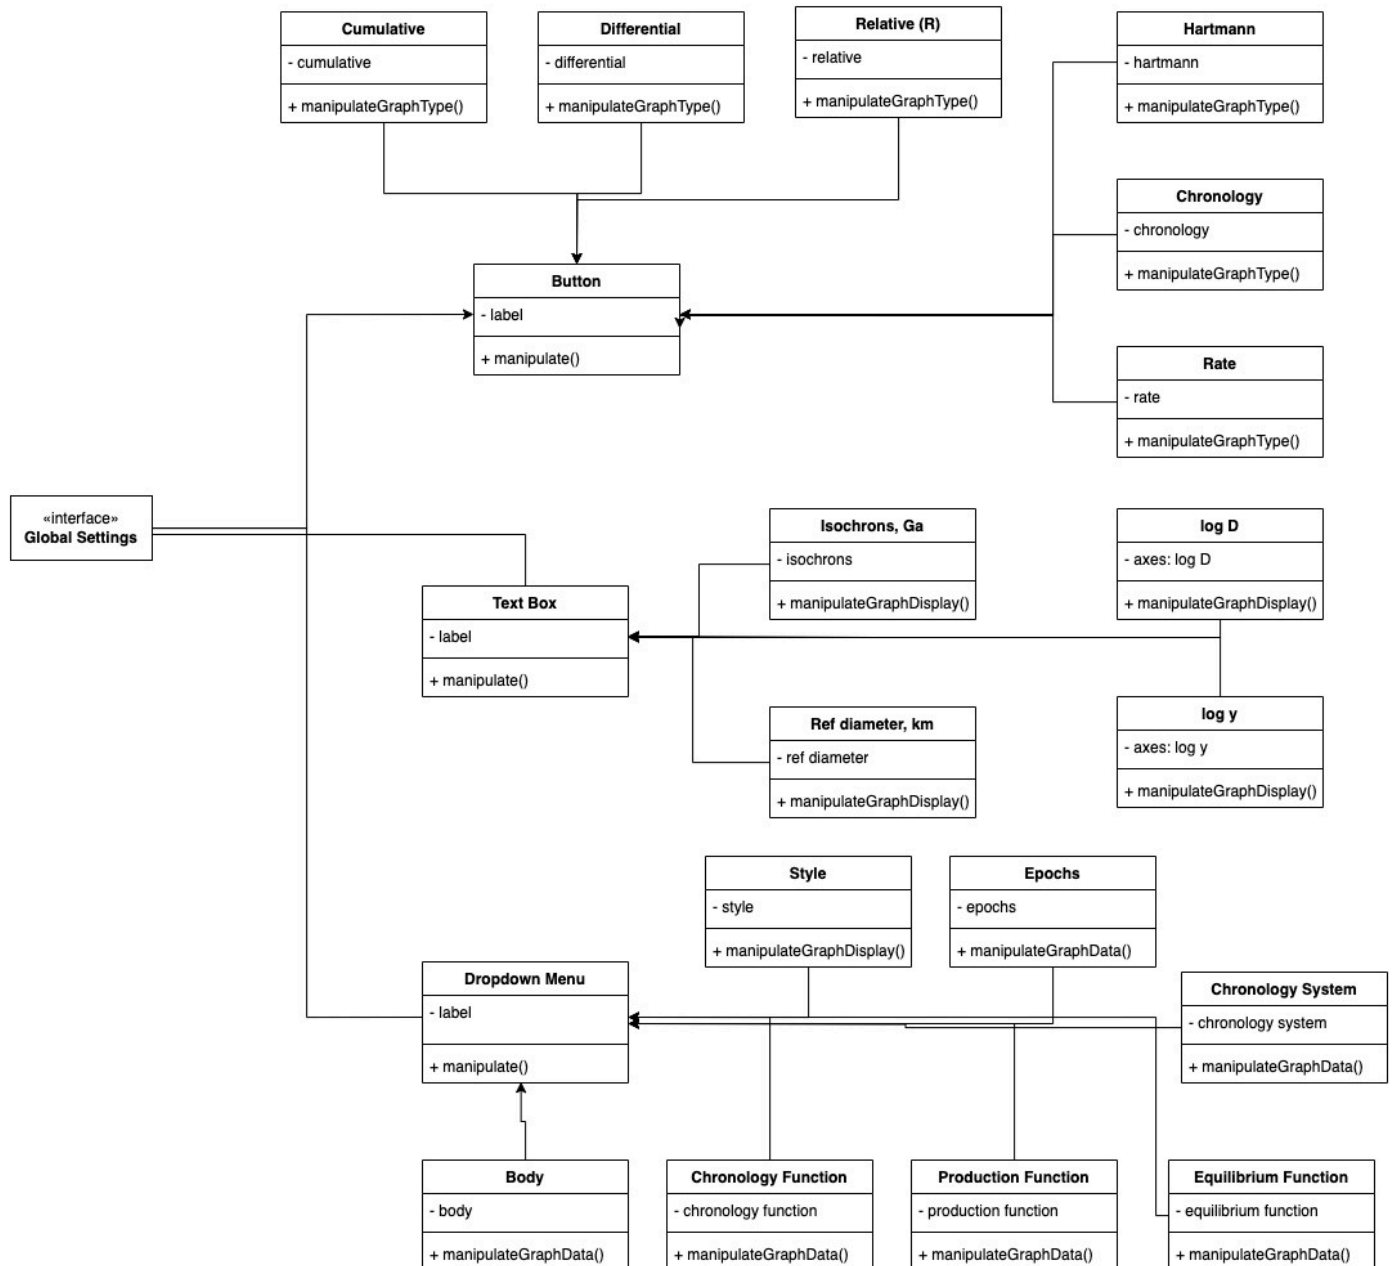 Cumulative
- cumulative
+ manipulateGraphType()
Differential
- differential
+ manipulateGraphType()
Relative (R)
- relative
+ manipulateGraphType()
Hartmann
- hartmann
+ manipulateGraphType()
Chronology
- chronology
+ manipulateGraphType()
Button
- label
+ manipulate()
Rate
- rate
+ manipulateGraphType()
«interface»
Global Settings
Isochrons, Ga
- isochrons
+ manipulateGraphDisplay()
log D
- axes: log D
+ manipulateGraphDisplay()
Text Box
- label
+ manipulate()
Ref diameter, km
- ref diameter
+ manipulateGraphDisplay()
log y
- axes: log y
+ manipulateGraphDisplay()
Style
- style
+ manipulateGraphDisplay()
Epochs
- epochs
+ manipulateGraphData()
Dropdown Menu
- label
+ manipulate()
Chronology System
- chronology system
+ manipulateGraphData()
Body
- body
+ manipulateGraphData()
Chronology Function
- chronology function
+ manipulateGraphData()
Production Function
- production function
+ manipulateGraphData()
Equilibrium Function
- equilibrium function
+ manipulateGraphData()